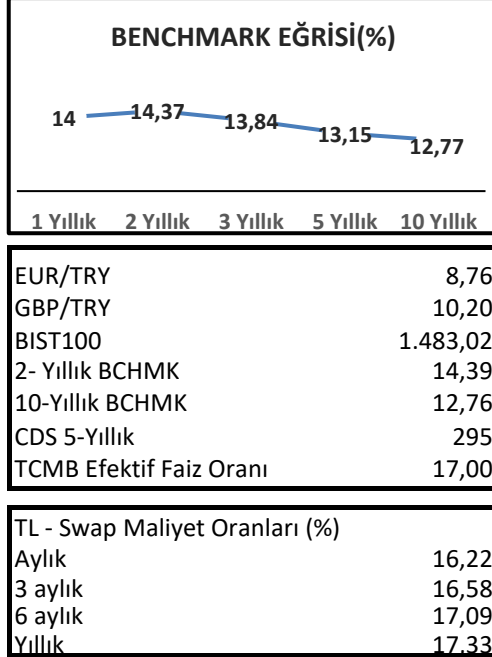 BENCHMARK EĞRİSİ(%)
14 14,37 13,84 13,15 12,77
1 Yıllık 2 Yıllık 3 Yıllık 5 Yıllık 10 Yıllık
EUR/TRY 8,76
GBP/TRY 10,20
BIST100 1.483,02
2- Yıllık BCHMK 14,39
10-Yıllık BCHMK 12,76
CDS 5-Yıllık 295
TCMB Efektif Faiz Oranı 17,00
TL - Swap Maliyet Oranları (%)
Aylık 16,22
3 aylık 16,58
6 aylık 17,09
Yıllık 17,33